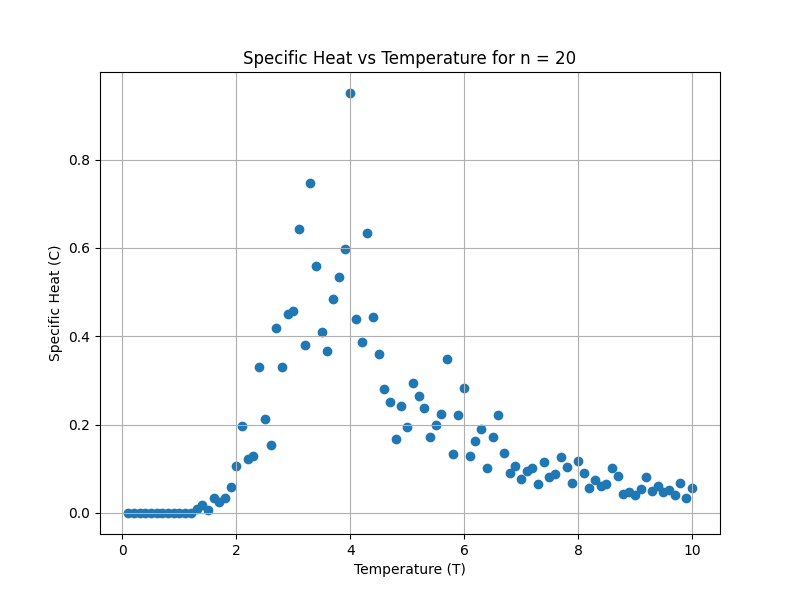 Specific Heat vs Temperature for n = 20
Specific Heat (C)
0.8
0.6
0.4
0.2
0.0
0 2 4 6 8 10
Temperature (T)